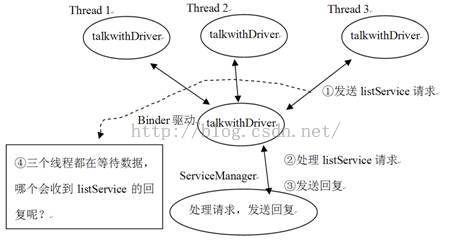 Thread 1
Thread 2
Thread 3
talkwithDriver
talkwithDriver
talkwithDriver
①发送 listService 请求。
Binder 驱动
talkwithDriver
http://blog.csdn.net/
②处理 listService 请求。
③发送回复。
ServiceManager
处理请求，发送回复。
④三个线程都在等待数据，
哪个会收到 listService 的回
复呢？